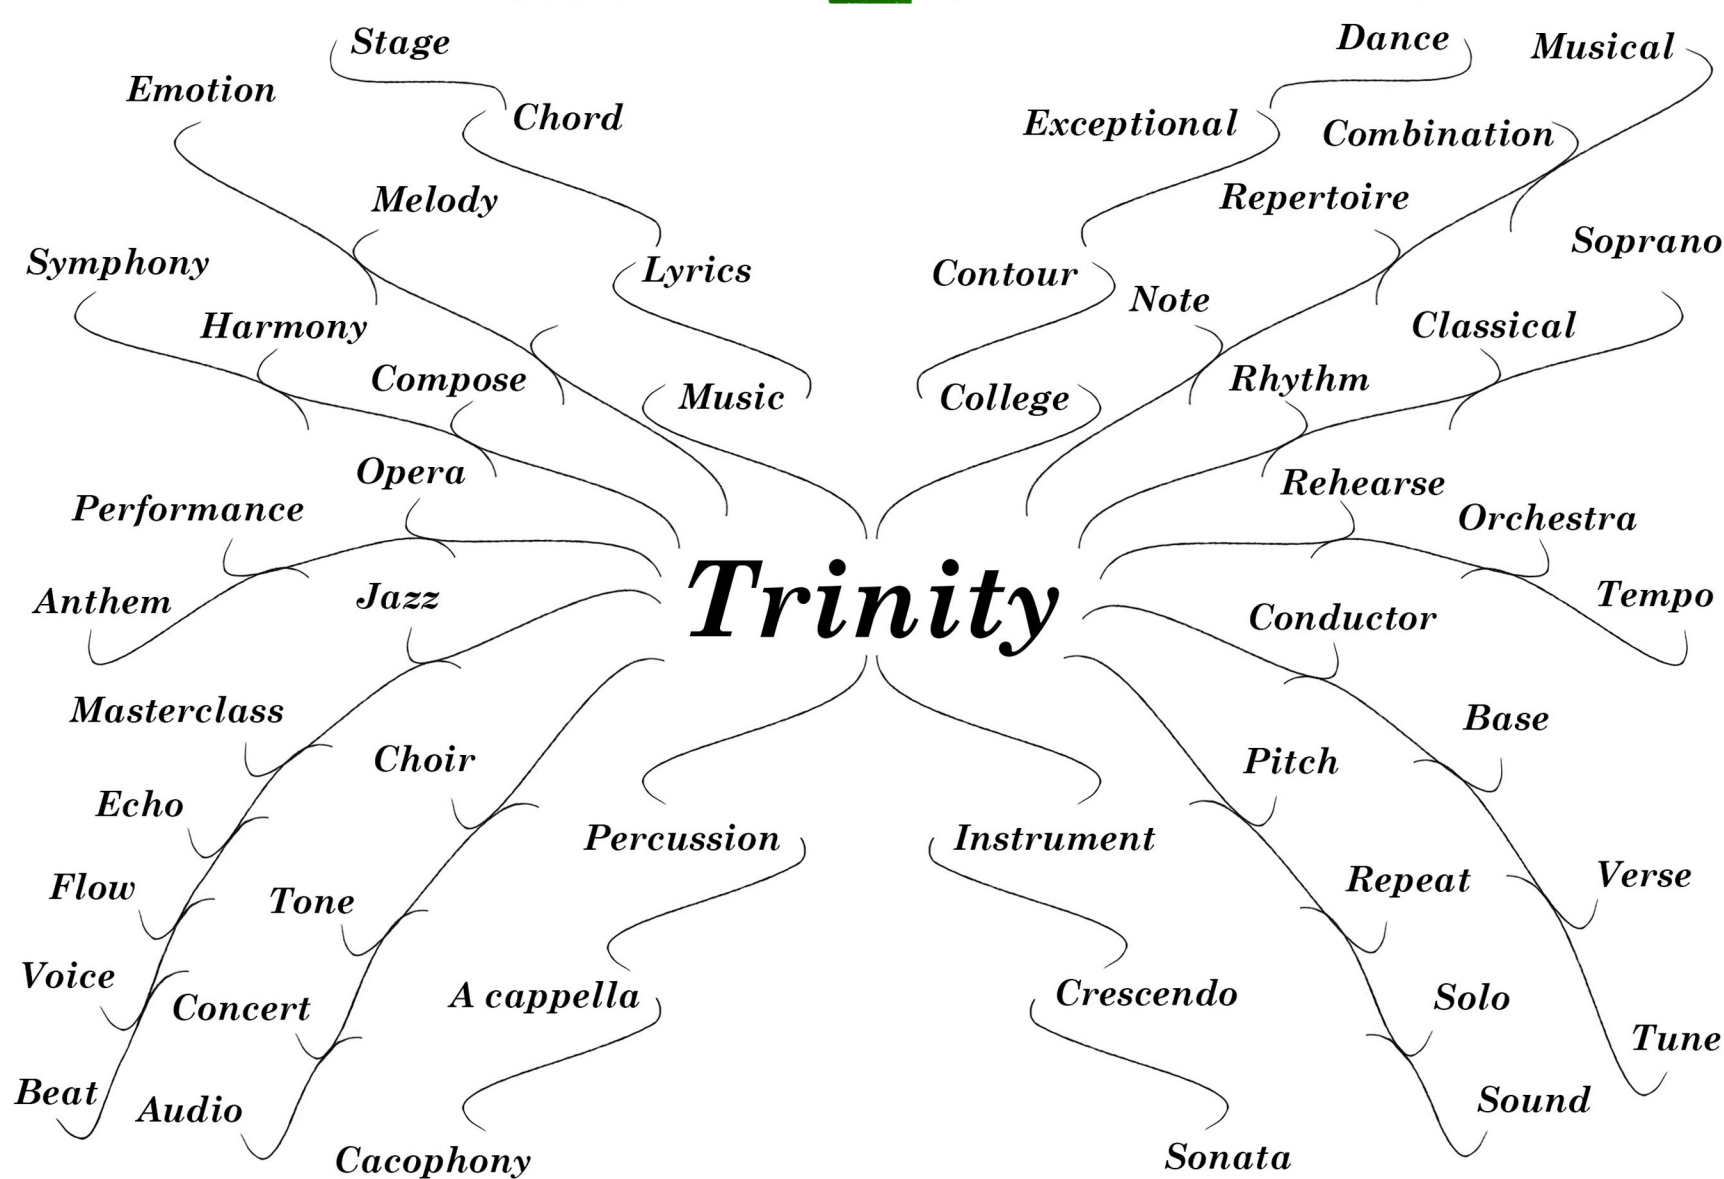 Stage
Dance
Musical
Emotion
Chord
Exceptional
Combination
Melody
Repertoire
Soprano
Symphony
Lyrics
Contour
Note
Harmony
Classical
Compose
Music
College
Rhythm
Opera
Rehearse
Performance
Orchestra
Trinity
Anthem
Jazz
Conductor
Tempo
Masterclass
Base
Choir
Pitch
Echo
Percussion
Instrument
Flow
Tone
Repeat
Verse
Voice
Concert
A cappella
Crescendo
Solo
Tune
Beat
Audio
Sound
Cacophony
Sonata